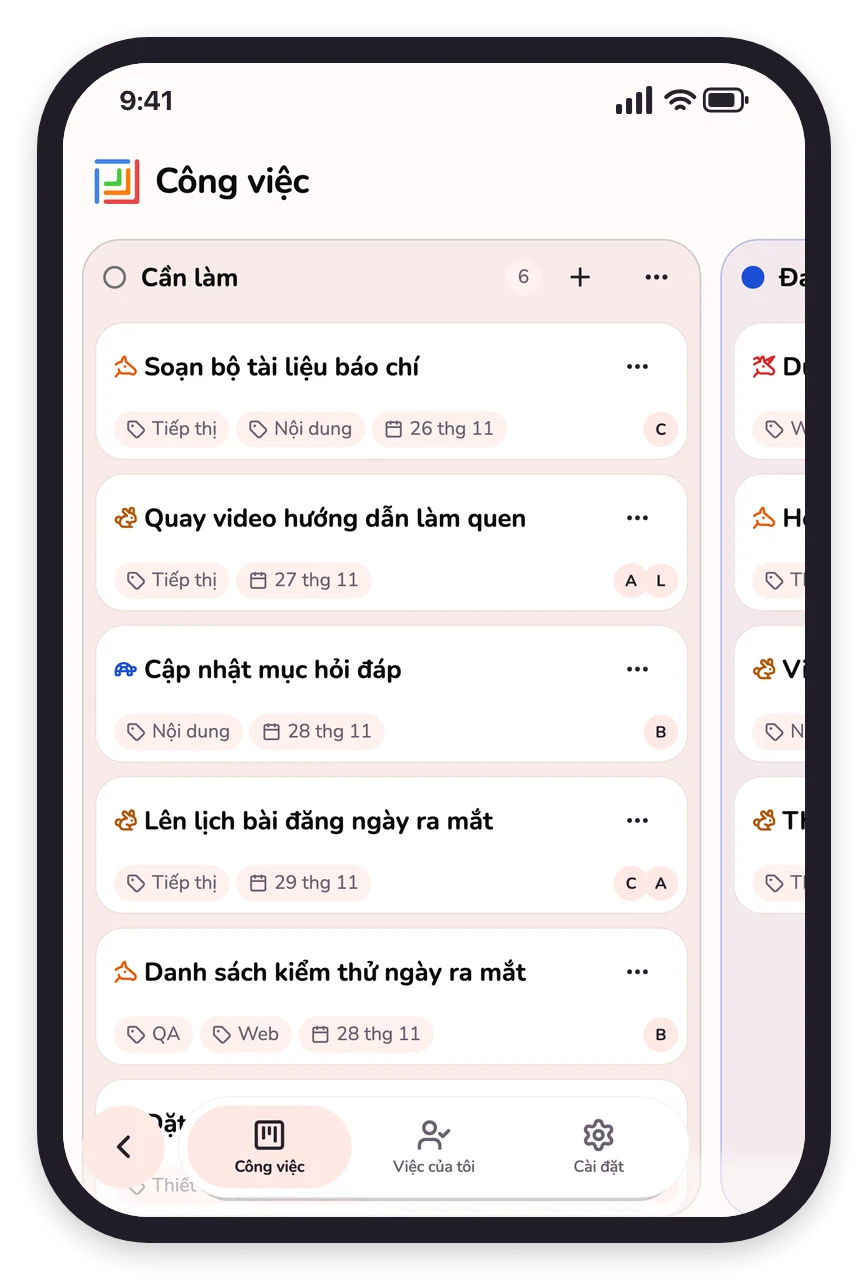 9:41
Công việc
Cần làm
6
Soạn bộ tài liệu báo chí
Tiếp thị
Nội dung
26 thg 11
C
Quay video hướng dẫn làm quen
Tiếp thị
27 thg 11
A
L
Cập nhật mục hỏi đáp
Nội dung
28 thg 11
B
Lên lịch bài đăng ngày ra mắt
Tiếp thị
29 thg 11
C
A
Danh sách kiểm thử ngày ra mắt
QA
Web
28 thg 11
B
Công việc
Việc của tôi
Cài đặt